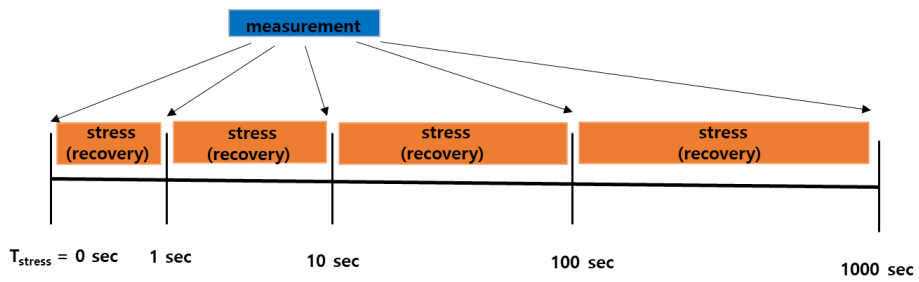 measurement
stress
(recovery)
stress
(recovery)
stress
(recovery)
stress
(recovery)
Tstress = 0 sec
1 sec
10 sec
100 sec
1000 sec